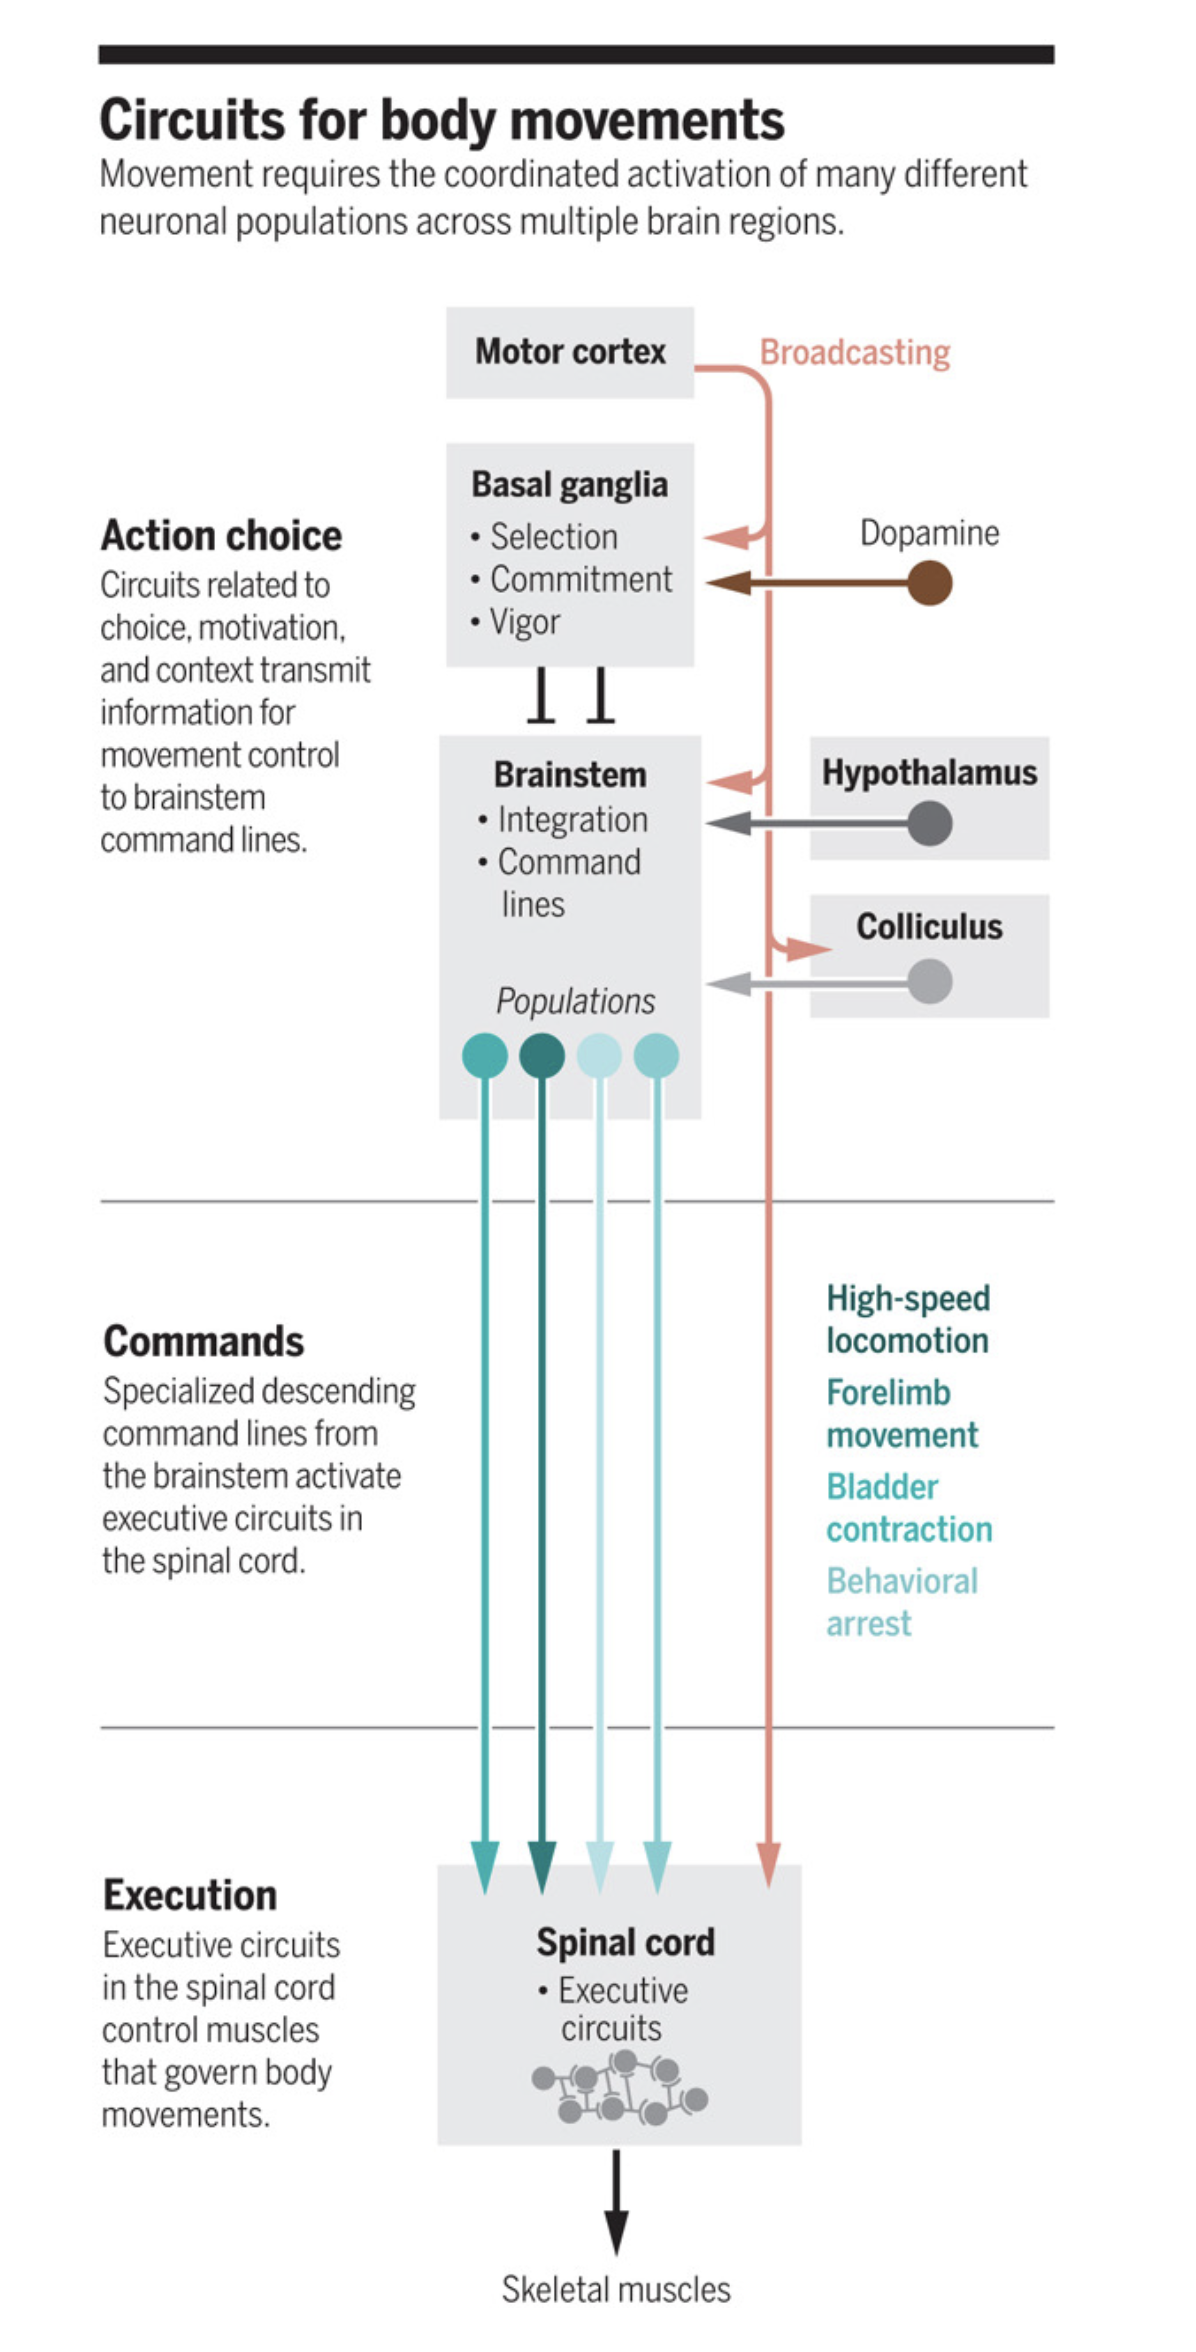 Circuits for body movements
Movement requires the coordinated activation of many different
neuronal populations across multiple brain regions.
Motor cortex
Broadcasting
Basal ganglia
• Selection
• Commitment
• Vigor
Dopamine
Action choice
Circuits related to
choice, motivation,
and context transmit
information for
movement control
to brainstem
command lines.
Brainstem
• Integration
• Command
lines
Populations
Hypothalamus
Colliculus
Commands
Specialized descending
command lines from
the brainstem activate
executive circuits in
the spinal cord.
High-speed
locomotion
Forelimb
movement
Bladder
contraction
Behavioral
arrest
Execution
Executive circuits
in the spinal cord
control muscles
that govern body
movements.
Spinal cord
• Executive
circuits
Skeletal muscles